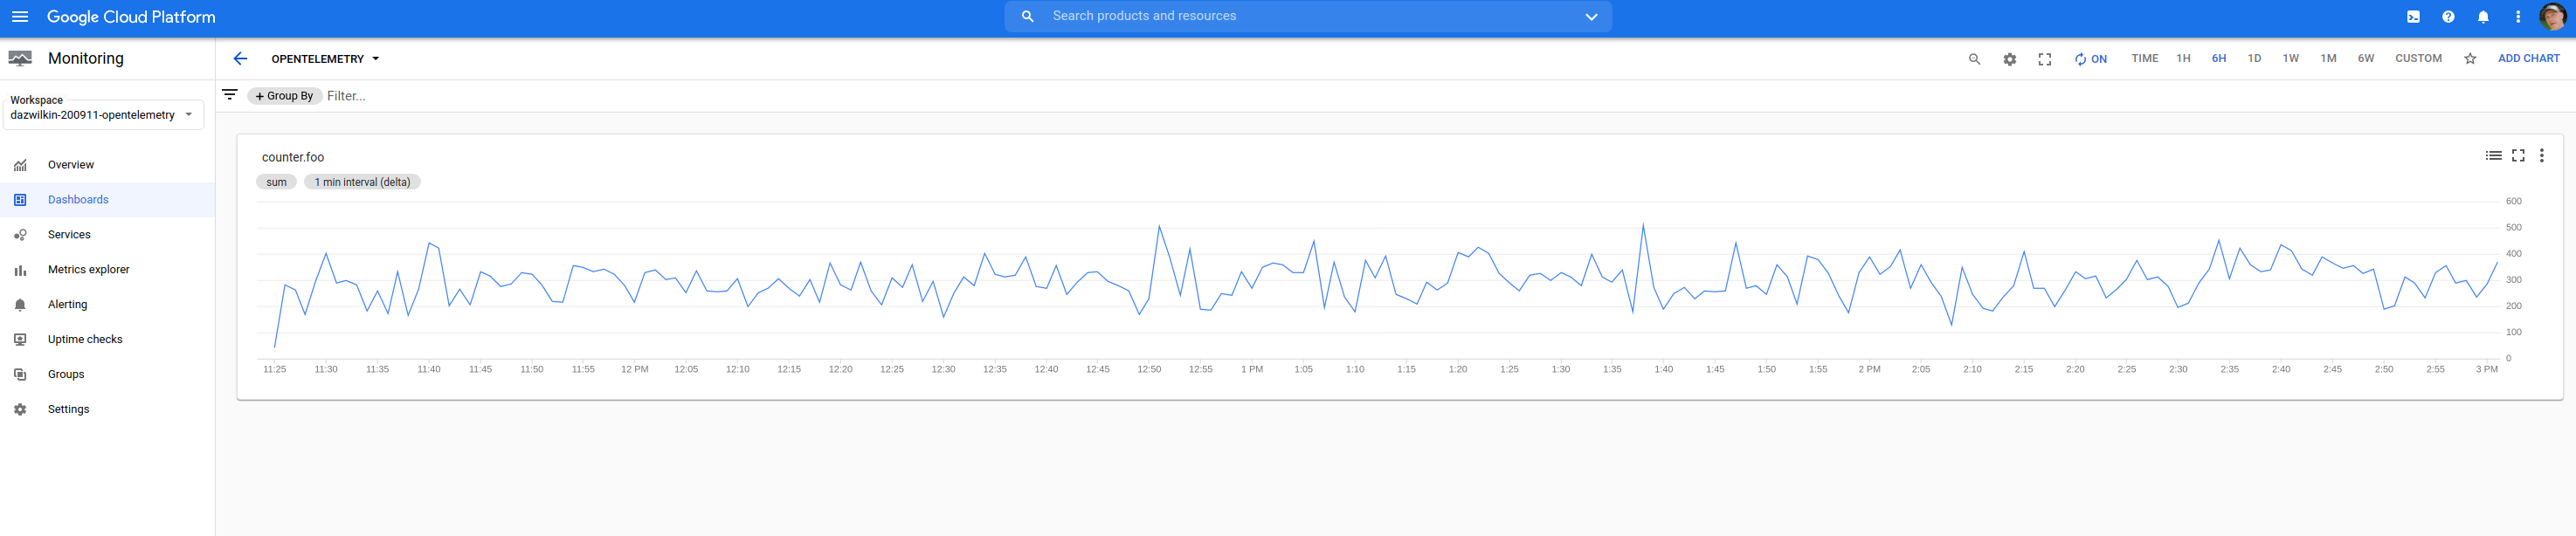 Google Cloud Platform
Search products and resources
Monitoring
OPENTELEMETRY
ON TIME 1H 6H 1D 1W 1M 6W CUSTOM ADD CHART
Workspace
dazwilkin-200911-opentelemetry
+ Group By Filter...
Overview
Dashboards
Services
Metrics explorer
Alerting
Uptime checks
Groups
Settings
counter.foo
sum 1 min interval (delta)
600
500
400
300
200
100
0
11:25 11:30 11:35 11:40 11:45 11:50 11:55 12 PM 12:05 12:10 12:15 12:20 12:25 12:30 12:35 12:40 12:45 12:50 12:55 1 PM 1:05 1:10 1:15 1:20 1:25 1:30 1:35 1:40 1:45 1:50 1:55 2 PM 2:05 2:10 2:15 2:20 2:25 2:30 2:35 2:40 2:45 2:50 2:55 3 PM